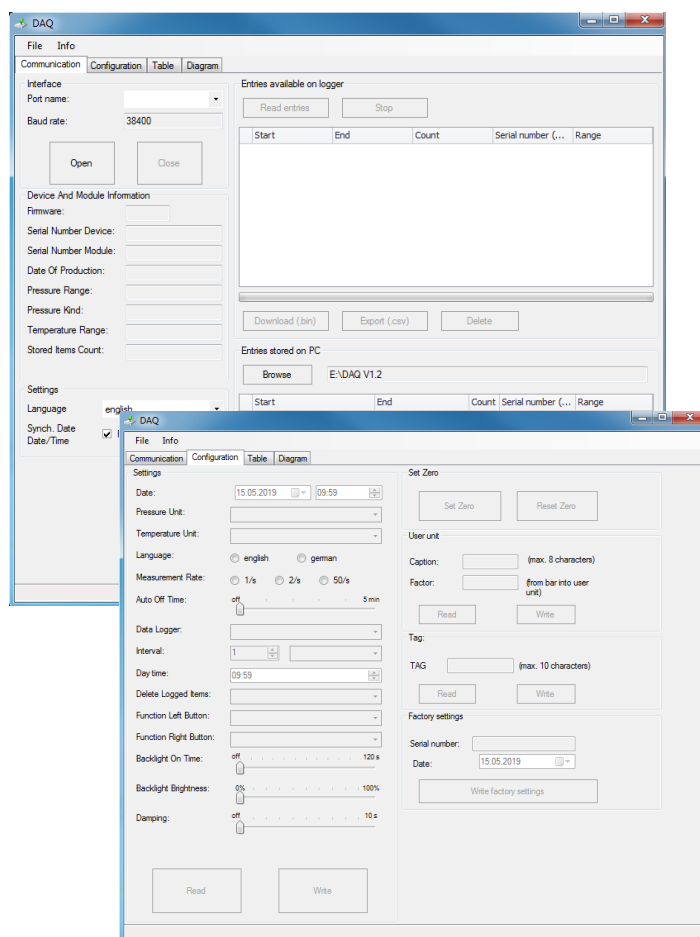 DAQ
File Info
Communication Configuration Table Diagram
Interface
Port name:
Baud rate: 38400
Open Close
Device And Module Information
Firmware:
Serial Number Device:
Serial Number Module:
Date Of Production:
Pressure Range:
Pressure Kind:
Temperature Range:
Stored Items Count:
Settings
Language english
Synch. Date
Date/Time
Entries available on logger
Read entries Stop
Start End Count Serial number (... Range
Download (.bin) Export (.csv) Delete
Entries stored on PC
Browse E:\DAQ V1.2
Start End Count Serial number (... Range
DAQ
File Info
Communication Configuration Table Diagram
Settings
Date: 15.05.2019 09:59
Pressure Unit:
Temperature Unit:
Language: english german
Measurement Rate: 1/s 2/s 50/s
Auto Off Time: off 5 min
Data Logger:
Interval: 1
Day time: 09:59
Delete Logged Items:
Function Left Button:
Function Right Button:
Backlight On Time: off 120 s
Backlight Brightness: 0% 100%
Damping: off 10 s
Read Write
Set Zero
Set Zero Reset Zero
User unit
Caption: (max. 8 characters)
Factor: (from bar into user
unit)
Read Write
Tag:
TAG (max. 10 characters)
Read Write
Factory settings
Serial number:
Date: 15.05.2019
Write factory settings